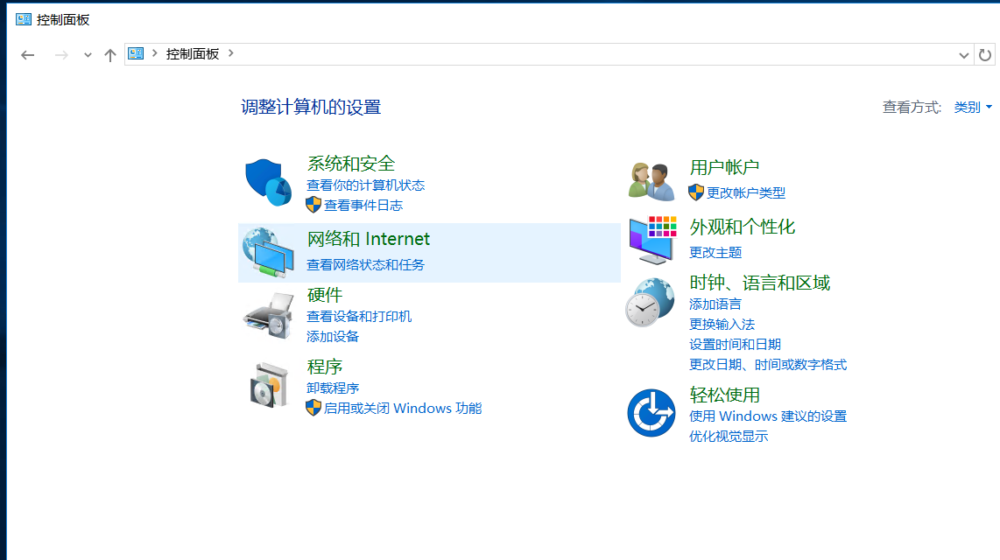 控制面板
控制面板
调整计算机的设置
查看方式: 类别
系统和安全
查看你的计算机状态
查看事件日志
网络和 Internet
查看网络状态和任务
硬件
查看设备和打印机
添加设备
程序
卸载程序
启用或关闭 Windows 功能
用户帐户
更改帐户类型
外观和个性化
更改主题
时钟、语言和区域
添加语言
更换输入法
设置时间和日期
更改日期、时间或数字格式
轻松使用
使用 Windows 建议的设置
优化视觉显示